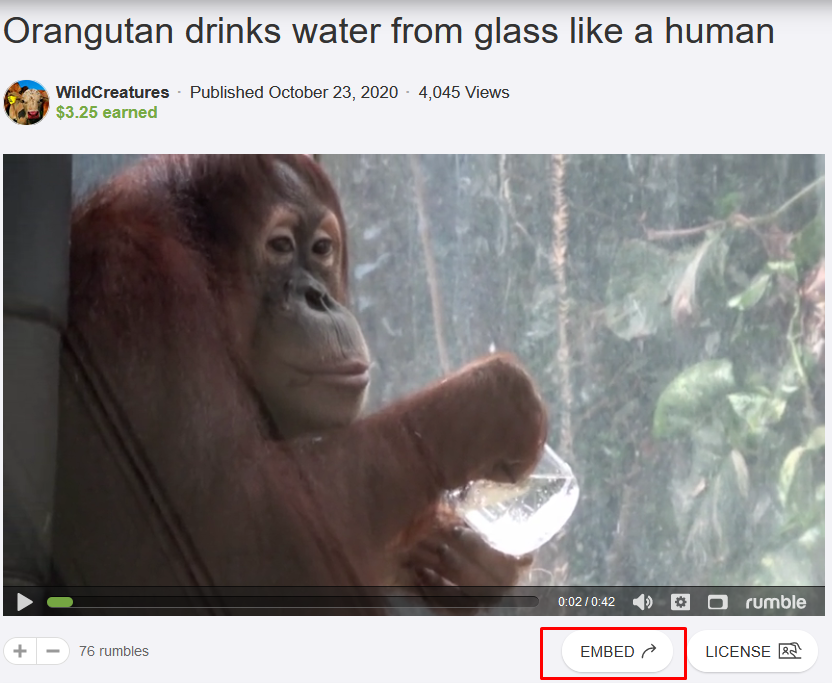 Orangutan drinks water from glass like a human
WildCreatures · Published October 23, 2020 · 4,045 Views
$3.25 earned
0:02 / 0:42 rumble
76 rumbles EMBED LICENSE